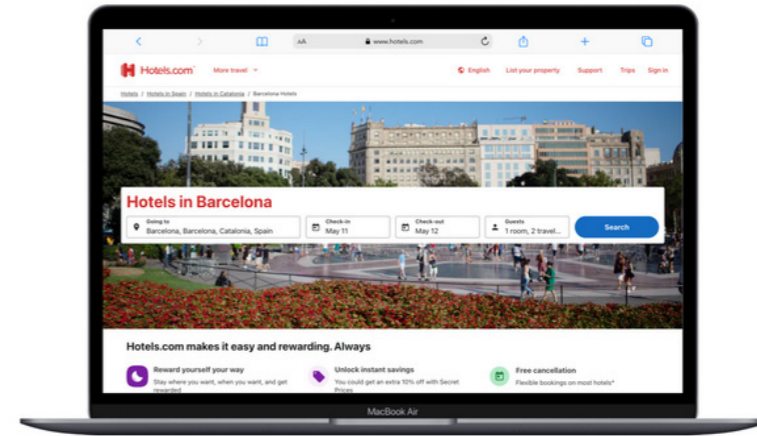 AA
www.hotels.com
Hotels.com
More travel
English
List your property
Support
Trips
Sign in
Hotels / Hotels in Spain / Hotels in Catalonia / Barcelona Hotels
Hotels in Barcelona
Going to
Barcelona, Barcelona, Catalonia, Spain
Check-in
May 11
Check-out
May 12
Guests
1 room, 2 travel...
Search
Hotels.com makes it easy and rewarding. Always
Reward yourself your way
Stay where you want, when you want, and get
rewarded
Unlock instant savings
You could get an extra 10% off with Secret
Prices
Free cancellation
Flexible bookings on most hotels*
MacBook Air